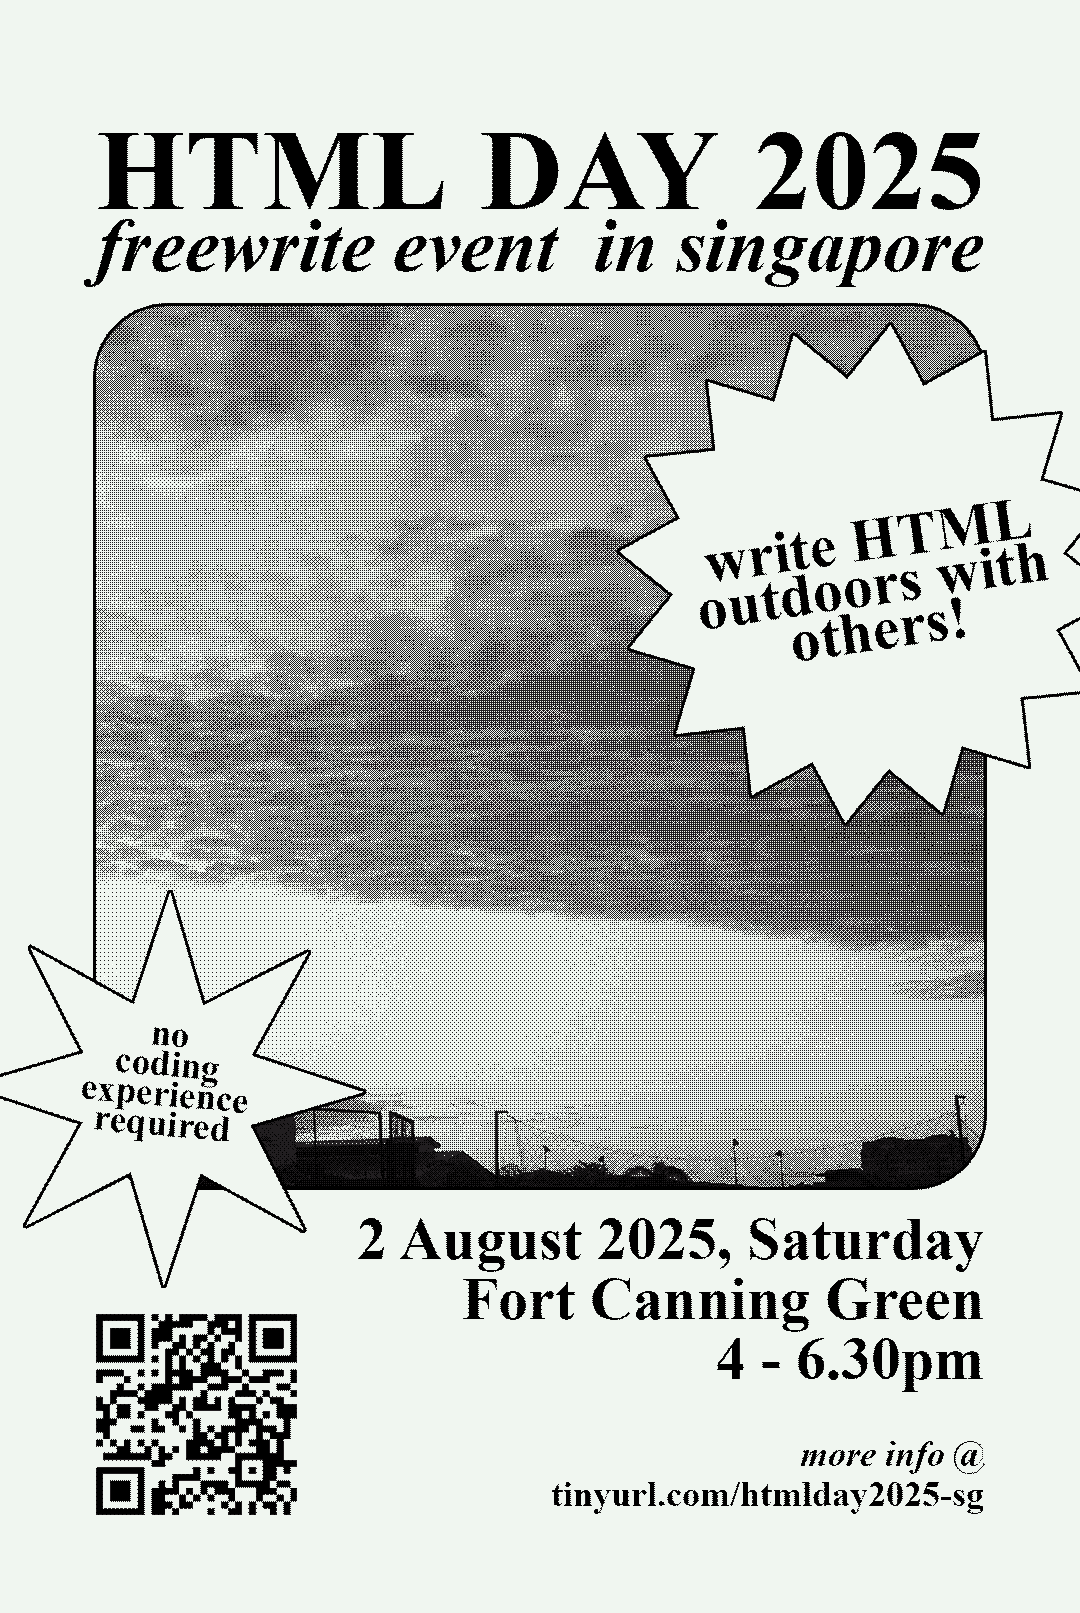 HTML DAY 2025
freewrite event in singapore
write HTML
outdoors with
others!
no
coding
experience
required
2 August 2025, Saturday
Fort Canning Green
4 - 6.30pm
more info @
tinyurl.com/htmlday2025-sg